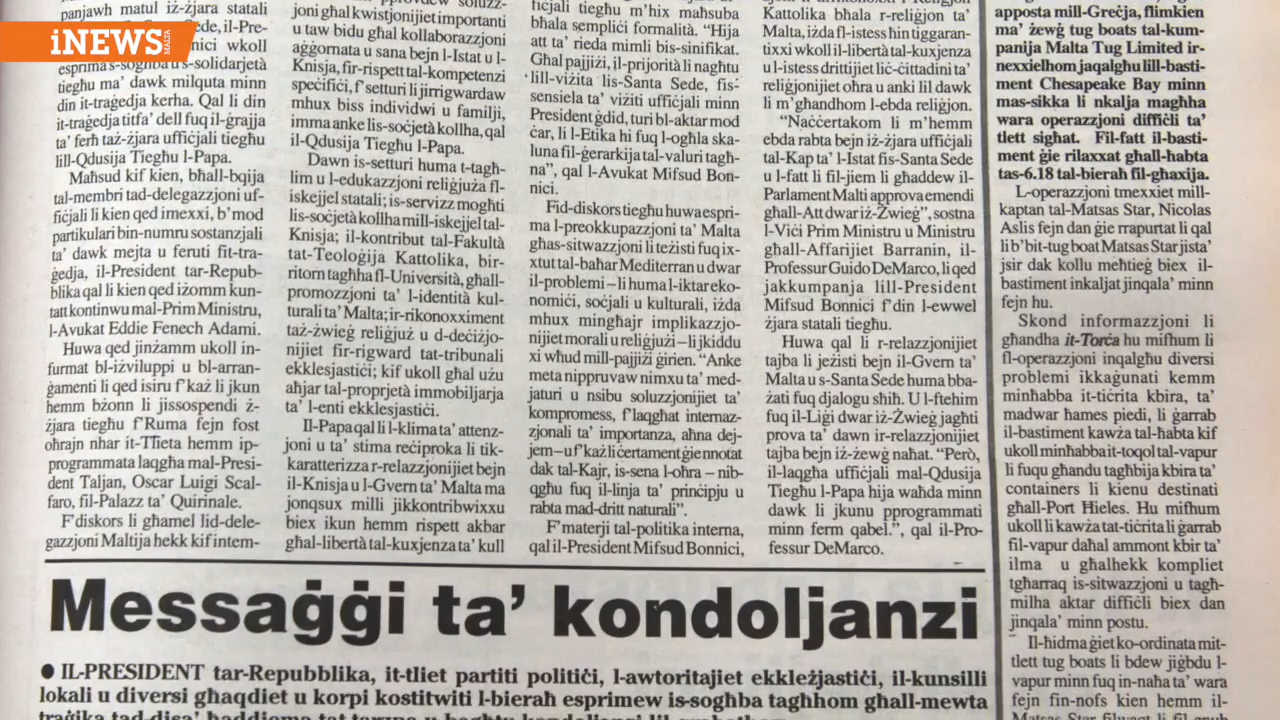 iNEWS
MALTA
panjawh matul iż-żjara statali
ede, il-Pre-
nici wkoll
esprima s-sogħba u s-solidarjetà
tiegħu ma' dawk milquta minn
din it-traġedja kerha. Qal li din
it-traġedja titfa' dell fuq il-ġrajja
ta' ferħ taż-żjara uffiċjali tiegħu
lill-Qdusija Tiegħu l-Papa.
Maħsud kif kien, bħall-bqija
tal-membri tad-delegazzjoni uf-
fiċjali li kien qed imexxi, b'mod
partikulari bin-numru sostanzjali
ta' dawk mejta u feruti fit-tra-
ġedja, il-President tar-Repub-
blika qal li kien qed iżomm kun-
tatt kontinwu mal-Prim Ministru,
l-Avukat Eddie Fenech Adami.
Huwa qed jinżamm ukoll in-
furmat bl-iżviluppi u bl-arran-
ġamenti li qed isiru f'każ li jkun
hemm bżonn li jissospendi ż-
żjara tiegħu f'Ruma fejn fost
oħrajn nhar it-Tlieta hemm ip-
programmata laqgħa mal-Presi-
dent Taljan, Oscar Luigi Scal-
faro, fil-Palazz ta' Quirinale.
F'diskors li għamel lid-dele-
gazzjoni Maltija hekk kif intem-
joni għal kwistjonijiet importanti
u taw bidu għal kollaborazzjoni
aġġornata u sana bejn l-Istat u l-
Knisja, fir-rispett tal-kompetenzi
speċifiċi, f'setturi li jirrigwardaw
mhux biss individwi u familji,
imma anke lis-soċjetà kollha, qal
il-Qdusija Tiegħu l-Papa.
Dawn is-setturi huma t-tagħ-
lim u l-edukazzjoni reliġjuża fl-
iskejjel statali; is-servizz mogħti
lis-soċjetà kollha mill-iskejjel tal-
Knisja; il-kontribut tal-Fakultà
tat-Teoloġija Kattolika, bir-
ritorn tagħha fl-Università, għall-
promozzjoni ta' l-identità kul-
turali ta' Malta; ir-rikonoxximent
taż-żwieġ reliġjuż u d-deċiżjo-
nijiet fir-rigward tat-tribunali
ekklesjastiċi; kif ukoll għal użu
aħjar tal-proprjetà immobiljarja
ta' l-enti ekklesjastiċi.
Il-Papa qal li l-klima ta' attenz-
joni u ta' stima reċiproka li tik-
karatterizza r-relazzjonijiet bejn
il-Knisja u l-Gvern ta' Malta ma
jonqsux milli jikkontribwixxu
biex ikun hemm rispett akbar
għal-libertà tal-kuxjenza ta' kull
fiċjali tiegħu m'hix maħsuba
bħala sempliċi formalità. "Hija
att ta' rieda mimli bis-sinifikat.
Għal pajjiżi, il-prijorità li nagħtu
lill-viżita lis-Santa Sede, fis-
sensiela ta' viżiti uffiċjali minn
President ġdid, turi bl-aktar mod
ċar, li l-Etika hi fuq l-ogħla ska-
luna fil-ġerarkija tal-valuri tagħ-
na", qal l-Avukat Mifsud Bon-
nici.
Fid-diskors tiegħu huwa espri-
ma l-preokkupazzjoni ta' Malta
għas-sitwazzjoni li teżisti fuq ix-
xtut tal-baħar Mediterran u dwar
il-problemi – li huma l-iktar eko-
nomiċi, soċjali u kulturali, iżda
mhux mingħajr implikazzjo-
nijiet morali u reliġjużi – li jkiddu
xi wħud mill-pajjiżi ġirien. "Anke
meta nippruvaw nimxu ta' med-
jaturi u nsibu soluzzjonijiet ta'
kompromess, f'laqgħat internaz-
zjonali ta' importanza, aħna dej-
jem – u f'każ li ċertament ġie nnotat
dak tal-Kajr, is-sena l-oħra – nib-
qgħu fuq il-linja ta' prinċipju u
rabta mad-dritt naturali".
F'materji tal-politika interna,
qal il-President Mifsud Bonnici,
Kattolika bħala r-reliġjon ta'
Malta, iżda fl-istess ħin tiggaran-
tixxi wkoll il-libertà tal-kuxjenza
u l-istess drittijiet liċ-ċittadini ta'
reliġjonijiet oħra u anki lil dawk
li m'għandhom l-ebda reliġjon.
"Naċċertakom li m'hemm
ebda rabta bejn iż-żjara uffiċjali
tal-Kap ta' l-Istat fis-Santa Sede
u l-fatt li fil-jiem li għaddew il-
Parlament Malti approva emendi
għall-Att dwar iż-Żwieġ", sostna
l-Viċi Prim Ministru u Ministru
għall-Affarijiet Barranin, il-
Professur Guido DeMarco, li qed
jakkumpanja lill-President
Mifsud Bonnici f'din l-ewwel
żjara statali tiegħu.
Huwa qal li r-relazzjonijiet
tajba li jeżisti bejn il-Gvern ta'
Malta u s-Santa Sede huma bba-
żati fuq djalogu sħiħ. U l-ftehim
fuq il-Liġi dwar iż-Żwieġ jagħti
prova ta' dawn ir-relazzjonijiet
tajba bejn iż-żewġ naħat. "Però,
il-laqgħa uffiċjali mal-Qdusija
Tiegħu l-Papa hija waħda minn
dawk li jkunu pprogrammati
minn ferm qabel.", qal il-Pro-
fessur DeMarco.
apposta mill-Greċja, flimkien
ma' żewġ tug boats tal-kum-
panija Malta Tug Limited ir-
nexxielhom jaqalgħu lill-basti-
ment Chesapeake Bay minn
mas-sikka li nkalja magħha
wara operazzjoni diffiċli ta'
tlett sigħat. Fil-fatt il-basti-
ment ġie rilaxxat għall-ħabta
tas-6.18 tal-bieraħ fil-għaxija.
L-operazzjoni tmexxiet mill-
kaptan tal-Matsas Star, Nicolas
Aslis fejn dan ġie rrapurtat li qal
li b'bit-tug boat Matsas Star jista'
jsir dak kollu meħtieġ biex il-
bastiment inkaljat jinqala' minn
fejn hu.
Skond informazzjoni li
għandha it-Torċa hu mifhum li
fl-operazzjoni inqalgħu diversi
problemi ikkaġunati kemm
minħabba it-tiċrita kbira, ta'
madwar ħames piedi, li ġarrab
il-bastiment kawża tal-ħabta kif
ukoll minħabba it-toqol tal-vapur
li fuqu għandu tagħbija kbira ta'
containers li kienu destinati
għall-Port Ħieles. Hu mifhum
ukoll li kawża tat-tiċrita li ġarrab
fil-vapur daħal ammont kbir ta'
ilma u għalhekk kompliet
tgħarraq is-sitwazzjoni u tagħ-
milha aktar diffiċli biex dan
jinqala' minn postu.
Il-ħidma ġiet ko-ordinata mit-
tlett tug boats li bdew jiġbdu l-
vapur minn fuq in-naħa ta' wara
fejn fin-nofs kien hemm il-
Messaġġi ta' kondoljanzi
● IL-PRESIDENT tar-Repubblika, it-tliet partiti politiċi, l-awtoritajiet ekkleżjastiċi, il-kunsilli
lokali u diversi għaqdiet u korpi kostitwiti l-bieraħ esprimew is-sogħba tagħhom għall-mewta